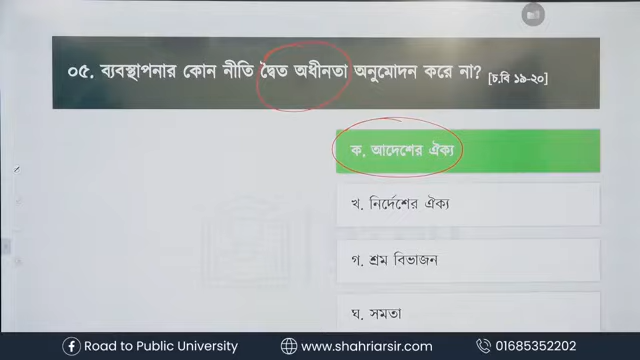 ০৫. ব্যবস্থাপনার কোন নীতি দ্বৈত অধীনতা অনুমোদন করে না? [চ.বি ১৯-২০]
ক. আদেশের ঐক্য
খ. নির্দেশের ঐক্য
গ. শ্রম বিভাজন
ঘ. সমতা
Road to Public University www.shahriarsir.com 01685352202